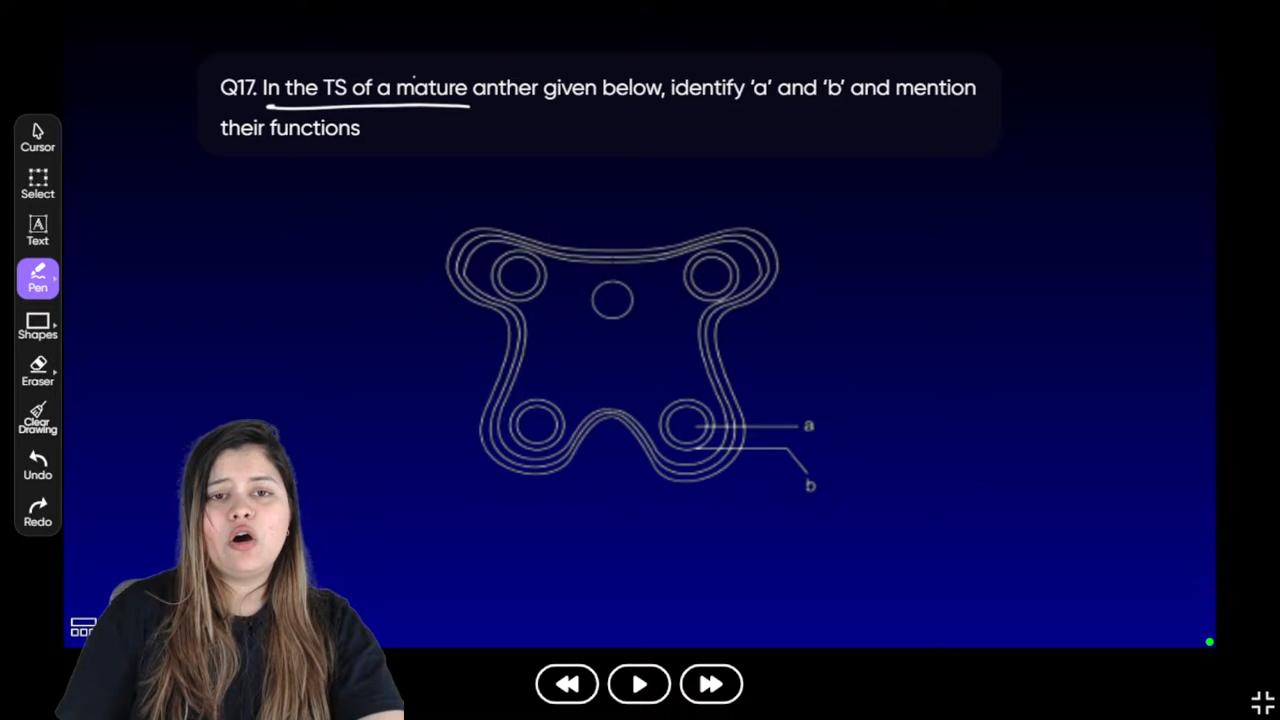 Q17. In the TS of a mature anther given below, identify ‘a’ and ‘b’ and mention
their functions
Cursor
Select
A
Text
Pen
Shapes
Eraser
Clear
Drawing
Undo
Redo
a
b